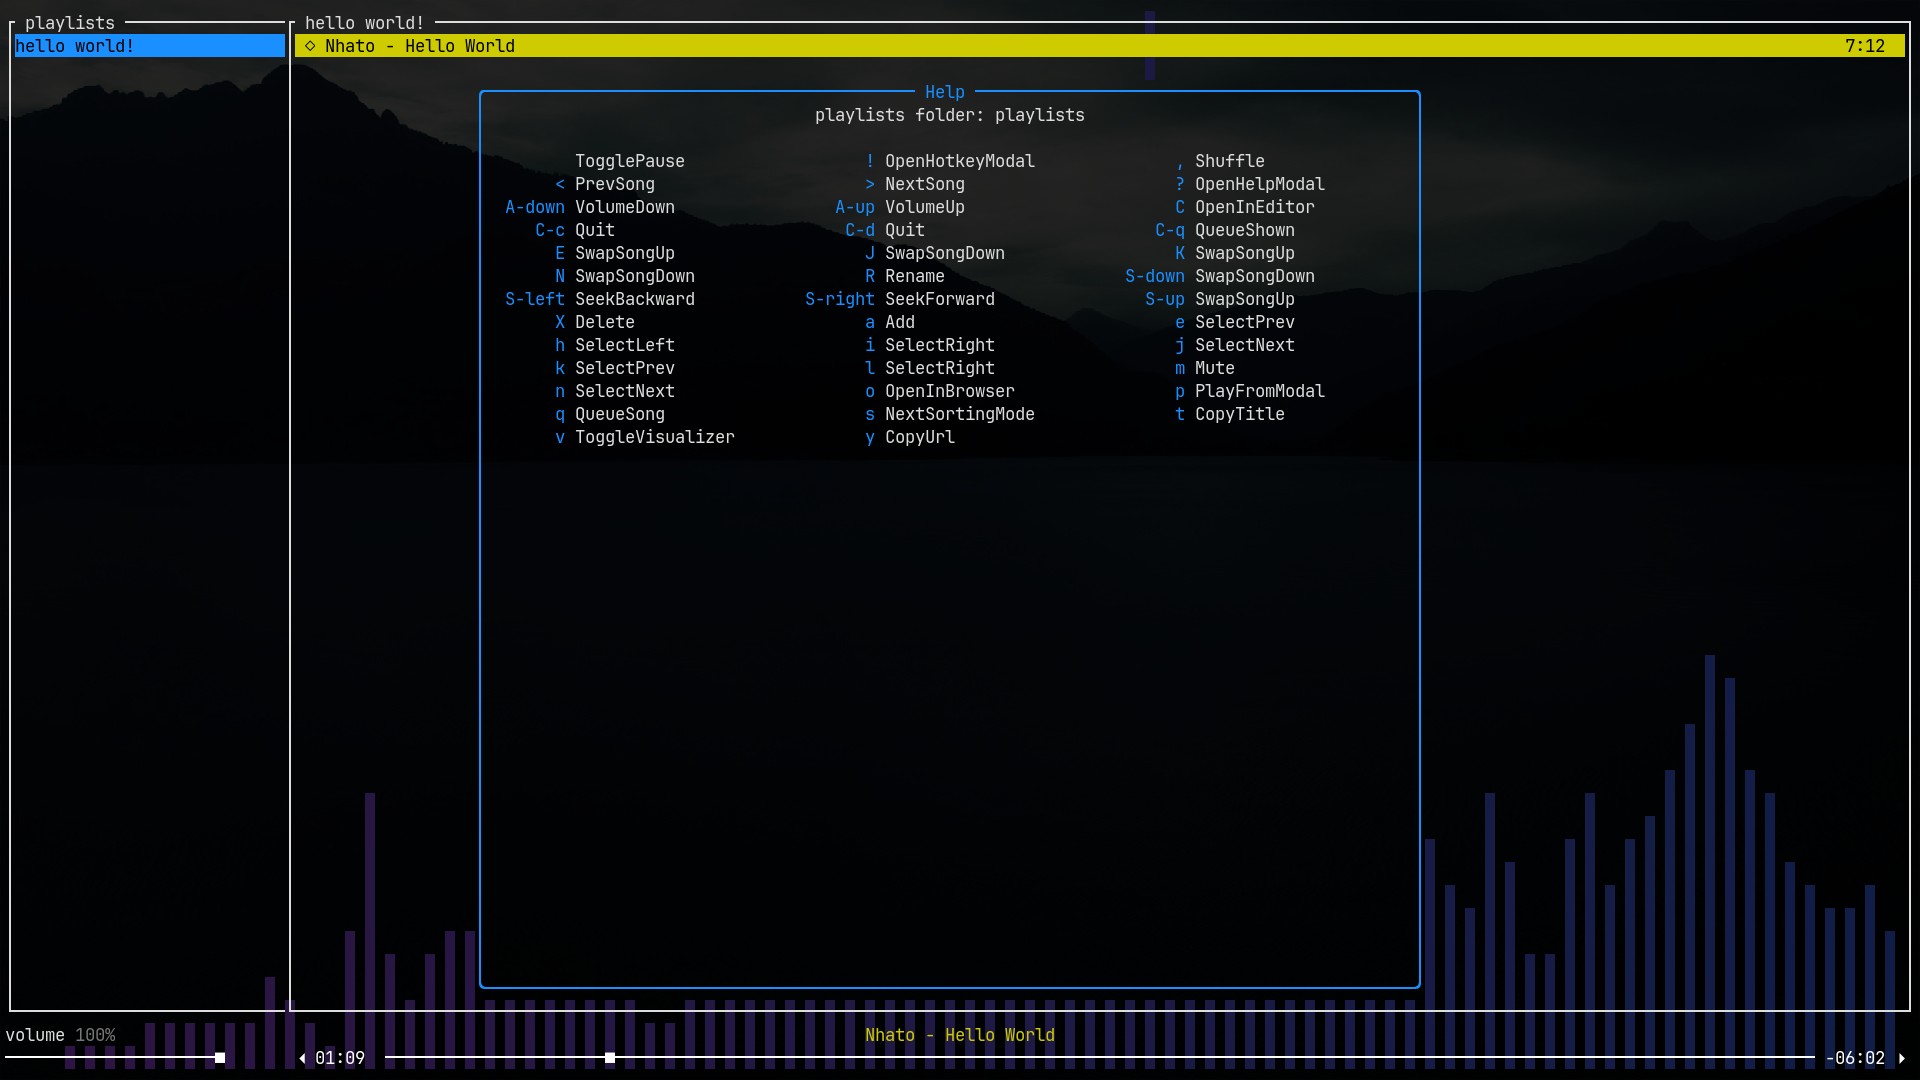 playlists
hello world!
hello world!
◇ Nhato - Hello World 7:12
Help
playlists folder: playlists
TogglePause ! OpenHotkeyModal , Shuffle
< PrevSong > NextSong ? OpenHelpModal
A-down VolumeDown A-up VolumeUp C OpenInEditor
C-c Quit C-d Quit C-q QueueShown
E SwapSongUp J SwapSongDown K SwapSongUp
N SwapSongDown R Rename S-down SwapSongDown
S-left SeekBackward S-right SeekForward S-up SwapSongUp
X Delete a Add e SelectPrev
h SelectLeft i SelectRight j SelectNext
k SelectPrev l SelectRight m Mute
n SelectNext o OpenInBrowser p PlayFromModal
q QueueSong s NextSortingMode t CopyTitle
v ToggleVisualizer y CopyUrl
volume 100% Nhato - Hello World
01:09 -06:02